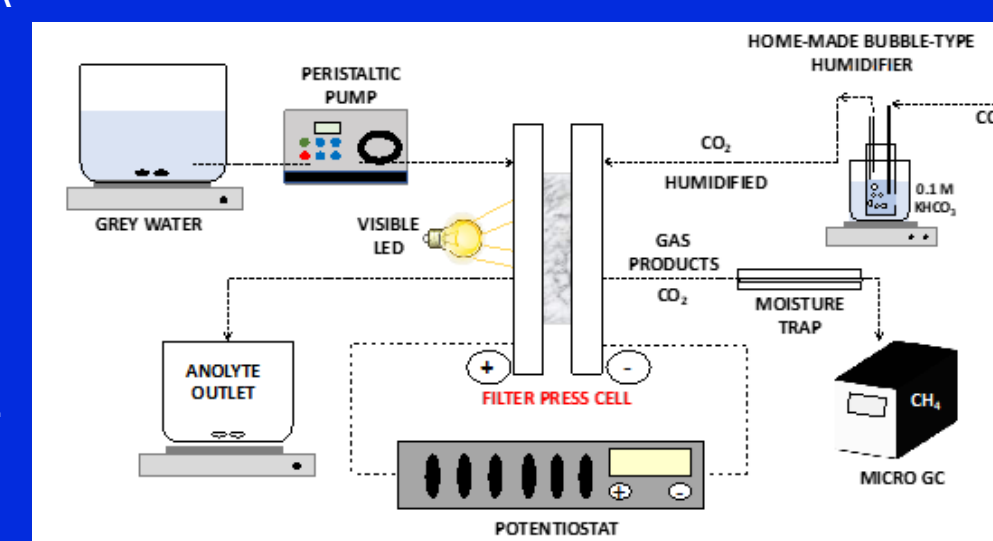 HOME-MADE BUBBLE-TYPE
HUMIDIFIER
PERISTALTIC
PUMP
CO₂
HUMIDIFIED
0.1 M
KHCO₃
GREY WATER
VISIBLE
LED
GAS
PRODUCTS
CO₂
MOISTURE
TRAP
ANOLYTE
OUTLET
+
-
FILTER PRESS CELL
CH₄
MICRO GC
+
-
POTENTIOSTAT